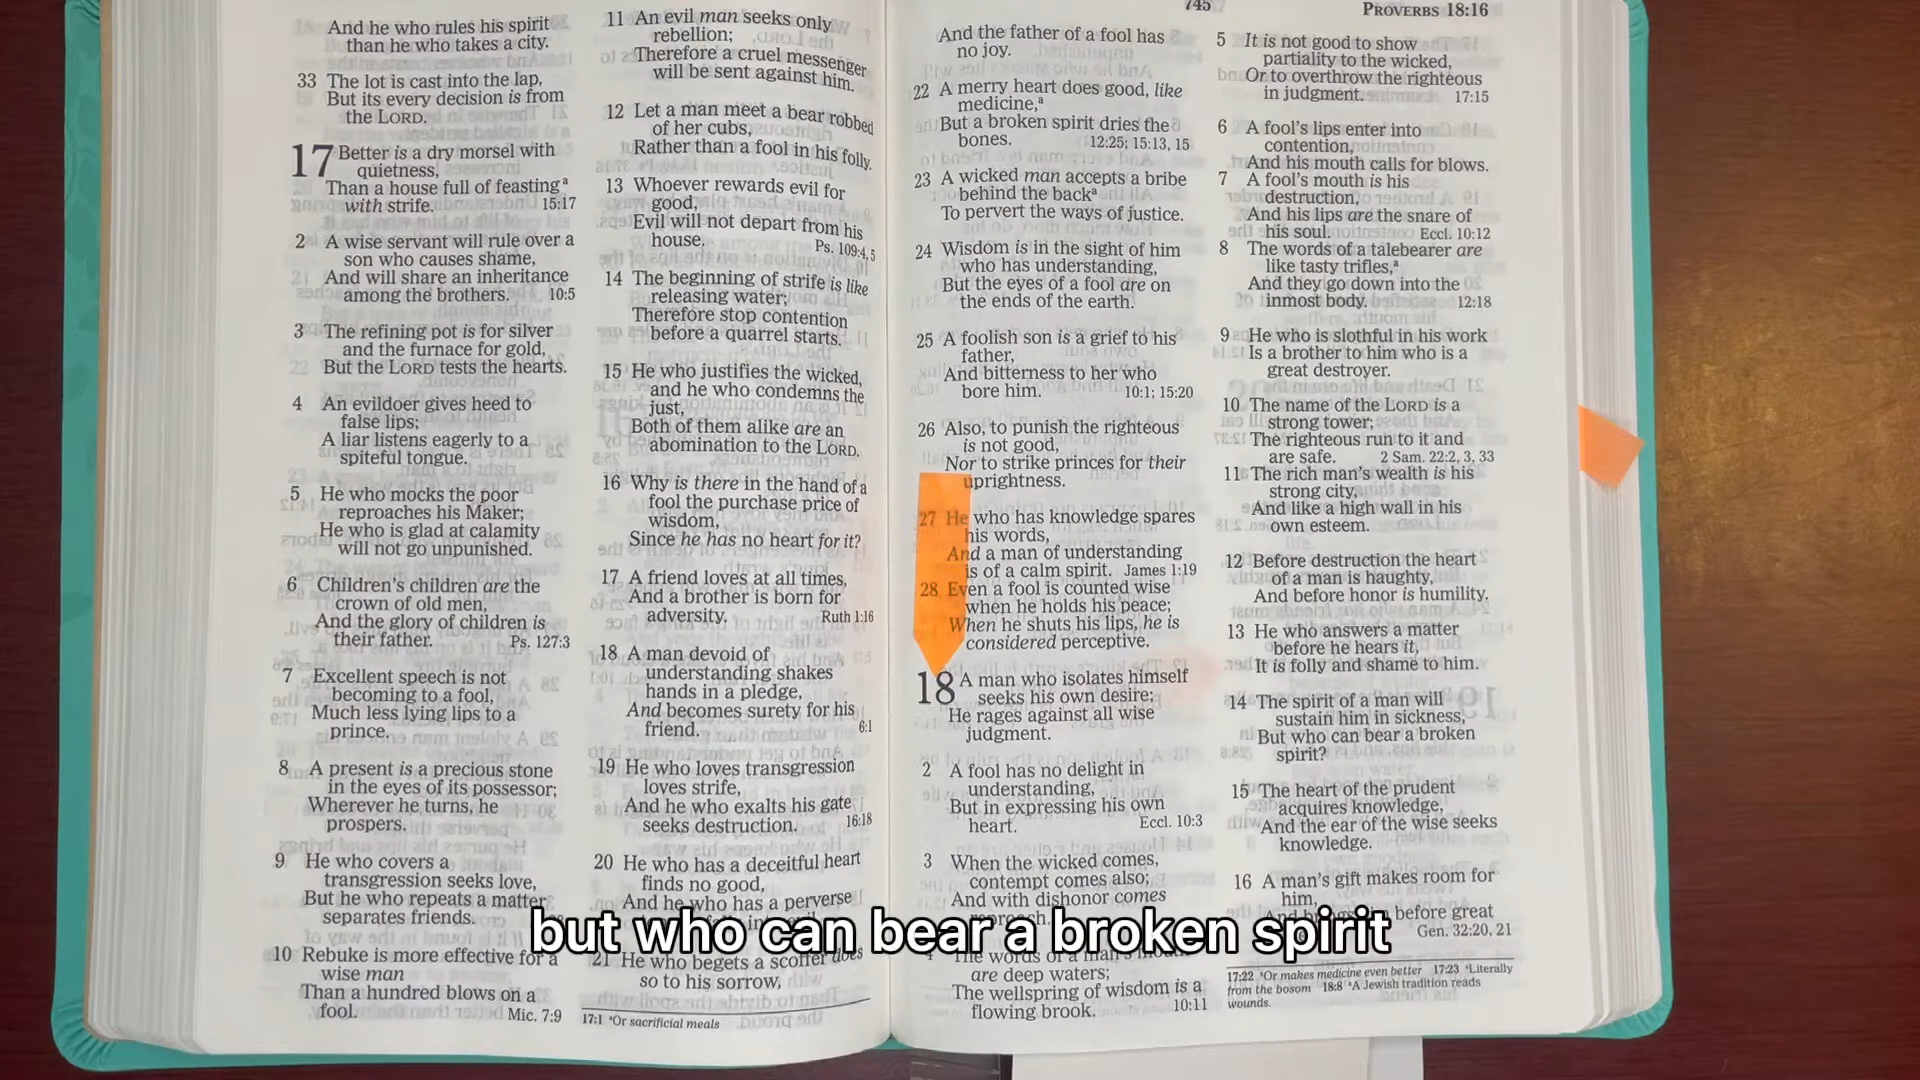 And he who rules his spirit
than he who takes a city.
33 The lot is cast into the lap,
But its every decision is from
the LORD.
17 Better is a dry morsel with
quietness,
Than a house full of feastingª
with strife. 15:17
2 A wise servant will rule over a
son who causes shame,
And will share an inheritance
among the brothers. 10:5
3 The refining pot is for silver
and the furnace for gold,
But the LORD tests the hearts.
4 An evildoer gives heed to
false lips;
A liar listens eagerly to a
spiteful tongue.
5 He who mocks the poor
reproaches his Maker;
He who is glad at calamity
will not go unpunished.
6 Children's children are the
crown of old men,
And the glory of children is
their father. Ps. 127:3
7 Excellent speech is not
becoming to a fool,
Much less lying lips to a
prince.
8 A present is a precious stone
in the eyes of its possessor;
Wherever he turns, he
prospers.
9 He who covers a
transgression seeks love,
But he who repeats a matter
separates friends.
10 Rebuke is more effective for a
wise man
Than a hundred blows on a
fool. Mic. 7:9
11 An evil man seeks only
rebellion;
Therefore a cruel messenger
will be sent against him.
12 Let a man meet a bear robbed
of her cubs,
Rather than a fool in his folly.
13 Whoever rewards evil for
good,
Evil will not depart from his
house. Ps. 109:4, 5
14 The beginning of strife is like
releasing water;
Therefore stop contention
before a quarrel starts.
15 He who justifies the wicked,
and he who condemns the
just,
Both of them alike are an
abomination to the LORD.
16 Why is there in the hand of a
fool the purchase price of
wisdom,
Since he has no heart for it?
17 A friend loves at all times,
And a brother is born for
adversity. Ruth 1:16
18 A man devoid of
understanding shakes
hands in a pledge,
And becomes surety for his
friend. 6:1
19 He who loves transgression
loves strife,
And he who exalts his gate
seeks destruction. 16:18
20 He who has a deceitful heart
finds no good,
And he who has a perverse
21 He who begets a scoffer does
so to his sorrow,
17:1 ªOr sacrificial meals
745
And the father of a fool has
no joy.
22 A merry heart does good, like
medicine,ª
But a broken spirit dries the
bones. 12:25; 15:13, 15
23 A wicked man accepts a bribe
behind the backª
To pervert the ways of justice.
24 Wisdom is in the sight of him
who has understanding,
But the eyes of a fool are on
the ends of the earth.
25 A foolish son is a grief to his
father,
And bitterness to her who
bore him. 10:1; 15:20
26 Also, to punish the righteous
is not good,
Nor to strike princes for their
uprightness.
27 He who has knowledge spares
his words,
And a man of understanding
is of a calm spirit. James 1:19
28 Even a fool is counted wise
when he holds his peace;
When he shuts his lips, he is
considered perceptive.
18 A man who isolates himself
seeks his own desire;
He rages against all wise
judgment.
2 A fool has no delight in
understanding,
But in expressing his own
heart. Eccl. 10:3
3 When the wicked comes,
contempt comes also;
And with dishonor comes
reproach.
4 The words of a man's mouth
are deep waters;
The wellspring of wisdom is a
flowing brook. 10:11
PROVERBS 18:16
5 It is not good to show
partiality to the wicked,
Or to overthrow the righteous
in judgment. 17:15
6 A fool's lips enter into
contention,
And his mouth calls for blows.
7 A fool's mouth is his
destruction,
And his lips are the snare of
his soul. Eccl. 10:12
8 The words of a talebearer are
like tasty trifles,ª
And they go down into the
inmost body. 12:18
9 He who is slothful in his work
Is a brother to him who is a
great destroyer.
10 The name of the LORD is a
strong tower;
The righteous run to it and
are safe. 2 Sam. 22:2, 3, 33
11 The rich man's wealth is his
strong city,
And like a high wall in his
own esteem.
12 Before destruction the heart
of a man is haughty,
And before honor is humility.
13 He who answers a matter
before he hears it,
It is folly and shame to him.
14 The spirit of a man will
sustain him in sickness,
But who can bear a broken
spirit?
15 The heart of the prudent
acquires knowledge,
And the ear of the wise seeks
knowledge.
16 A man's gift makes room for
him,
before great
Gen. 32:20, 21
17:22 ªOr makes medicine even better 17:23 ªLiterally
from the bosom 18:8 ªA Jewish tradition reads
wounds.
but who can bear a broken spirit